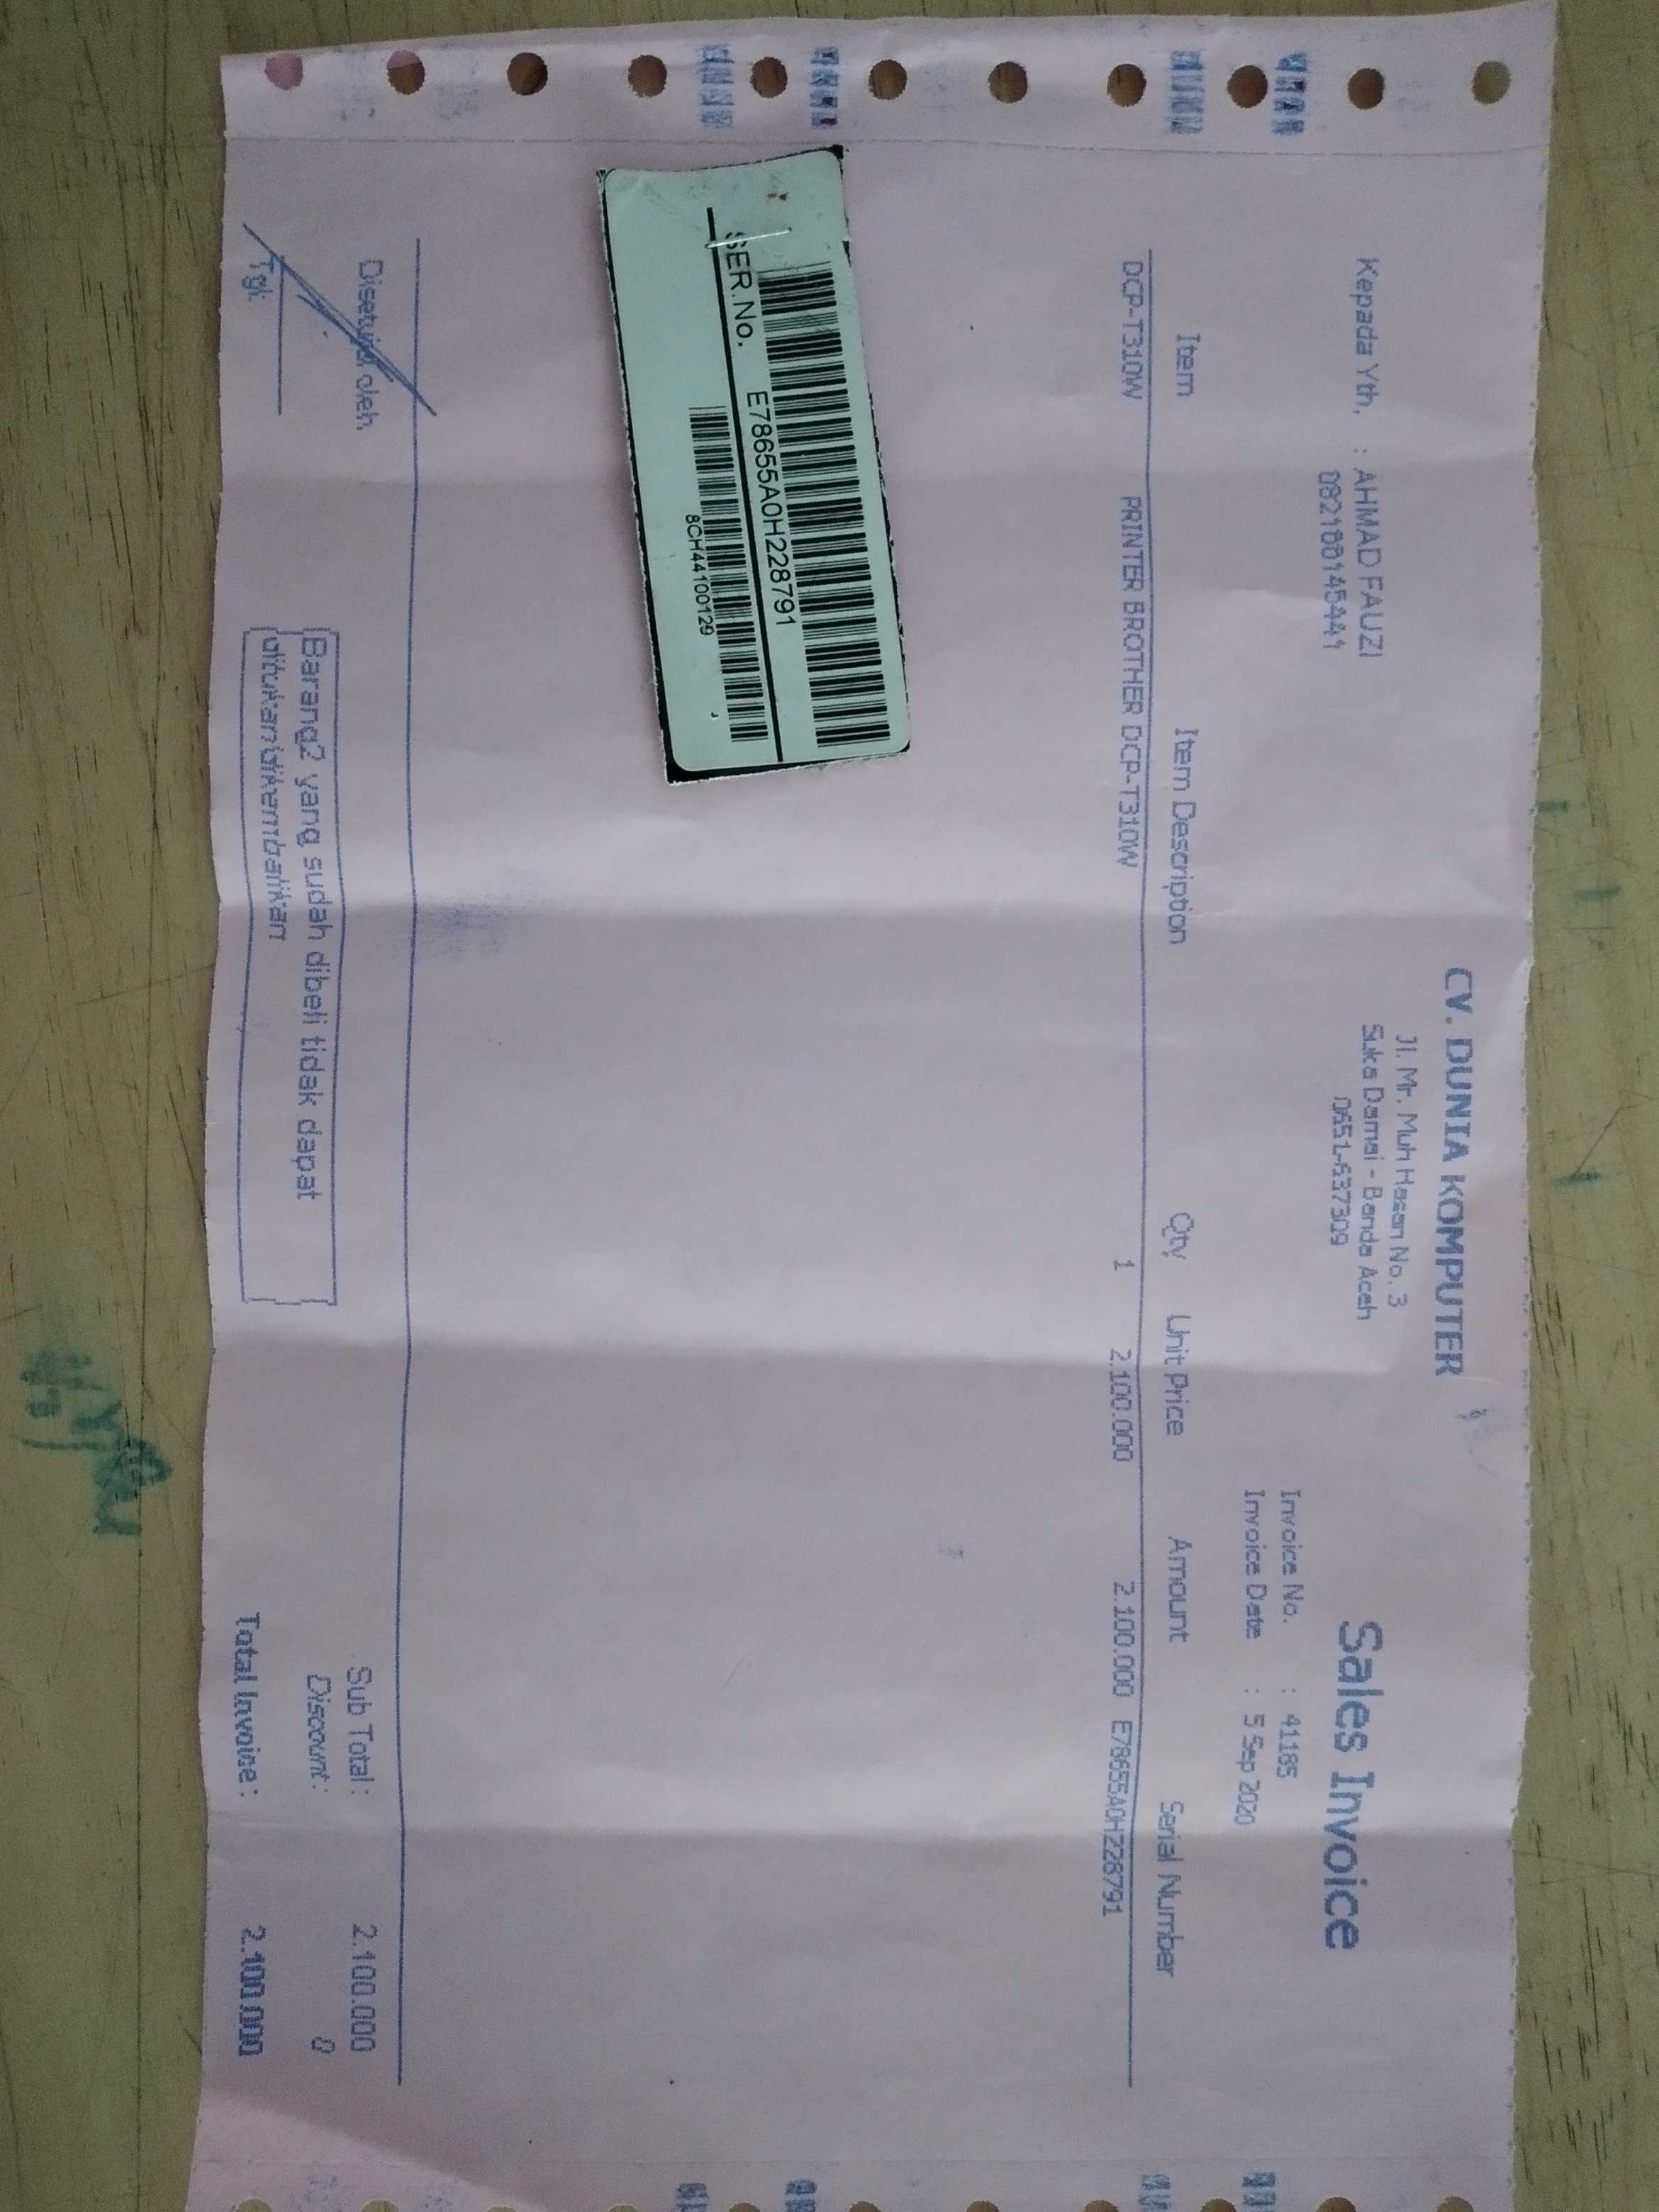 CV. DUNIA KOMPUTER
Jl. Mr. Muh Hasan No. 3
Suka Damai - Banda Aceh
0651-637309
Sales Invoice
Kepada Yth, : AHMAD FAUZI
Invoice No. : 41185
Invoice Date : 5 Sep 2020
Item Item Description Qty Unit Price Amount Serial Number
DCP-T310W PRINTER BROTHER DCP-T310W 1 2.100.000 2.100.000 E78655A0H228791
SER.No. E78655A0H228791
8CH44100129
Disetujui oleh
Tgl:
Barang2 yang sudah dibeli tidak dapat
ditukan/dikembalikan
Sub Total : 2.100.000
Discount : 0
Total Invoice : 2.100.000